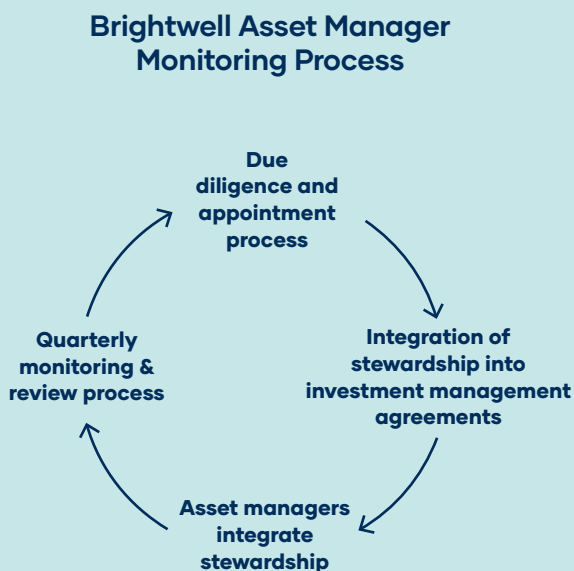 Brightwell Asset Manager
Monitoring Process
Due
diligence and
appointment
process
Integration of
stewardship into
investment management
agreements
Asset managers
integrate
stewardship
Quarterly
monitoring &
review process